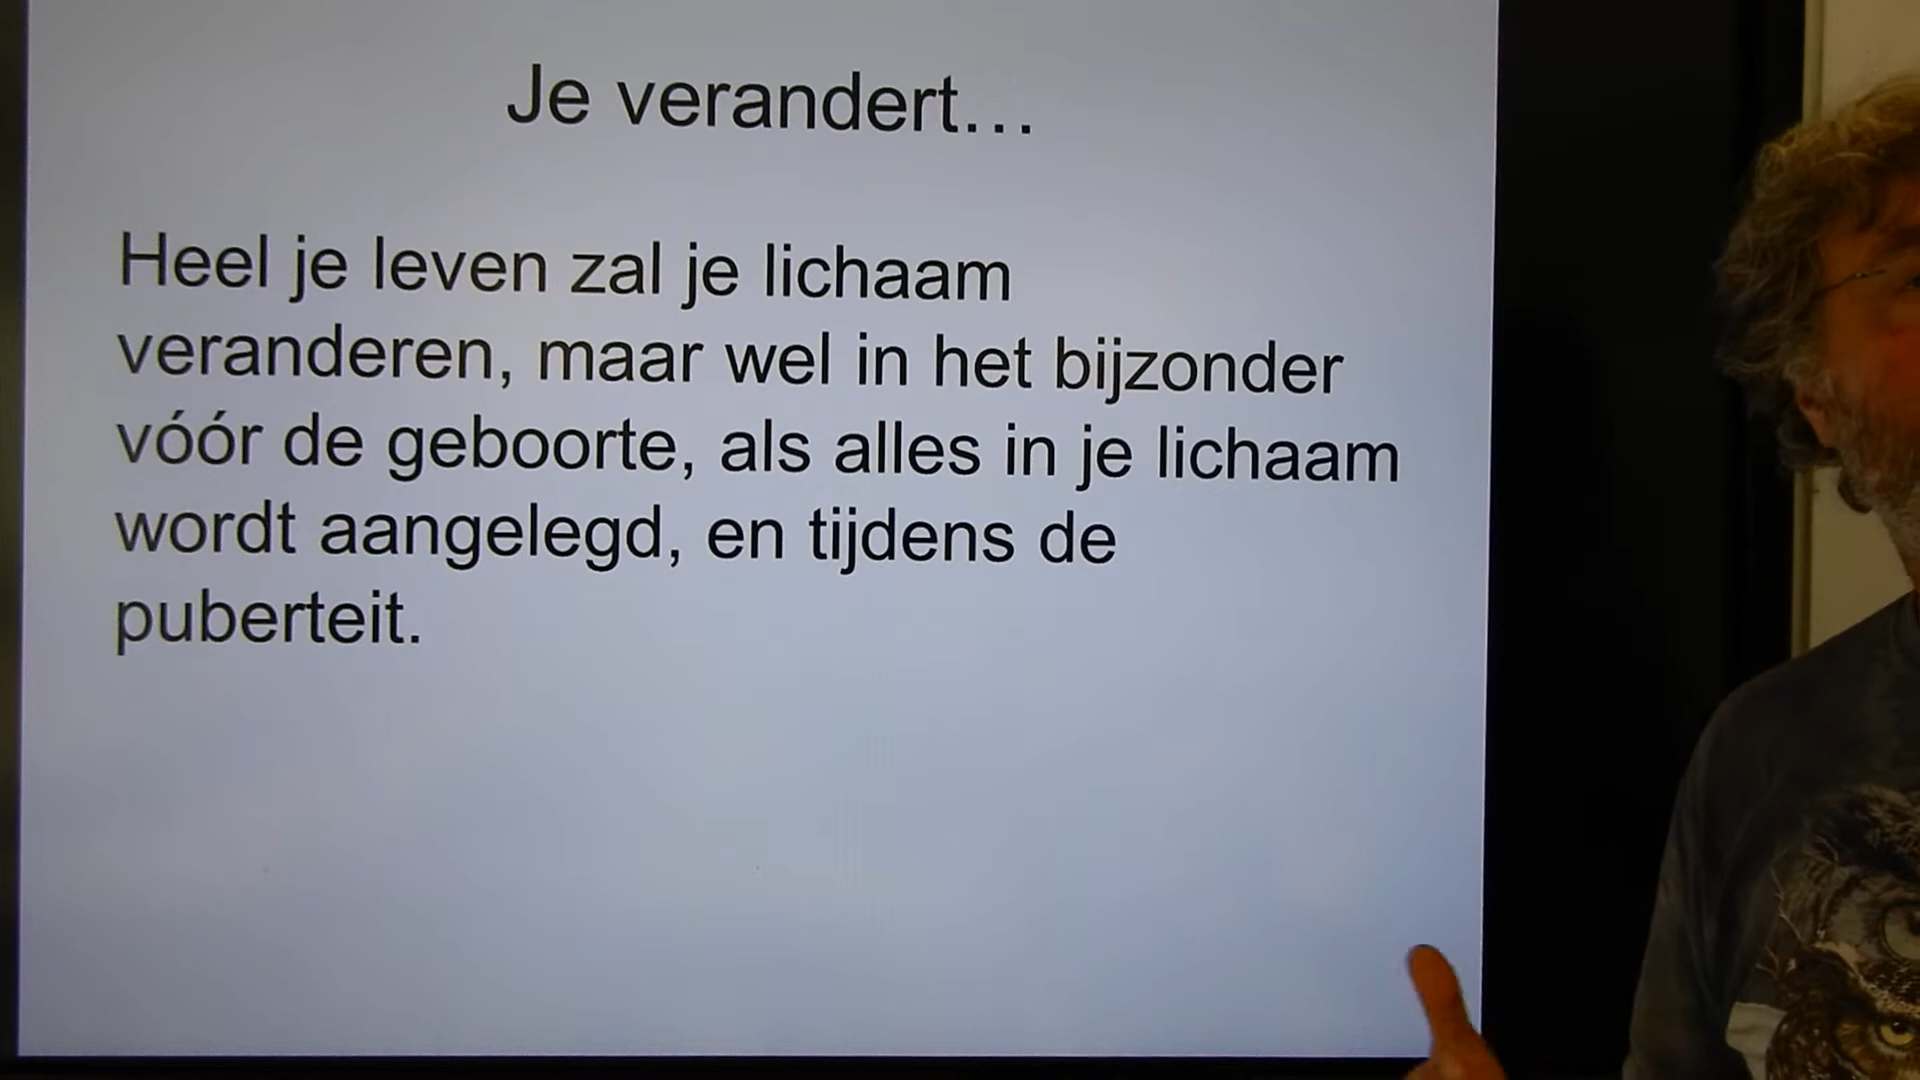 Je verandert...
Heel je leven zal je lichaam
veranderen, maar wel in het bijzonder
vóór de geboorte, als alles in je lichaam
wordt aangelegd, en tijdens de
puberteit.